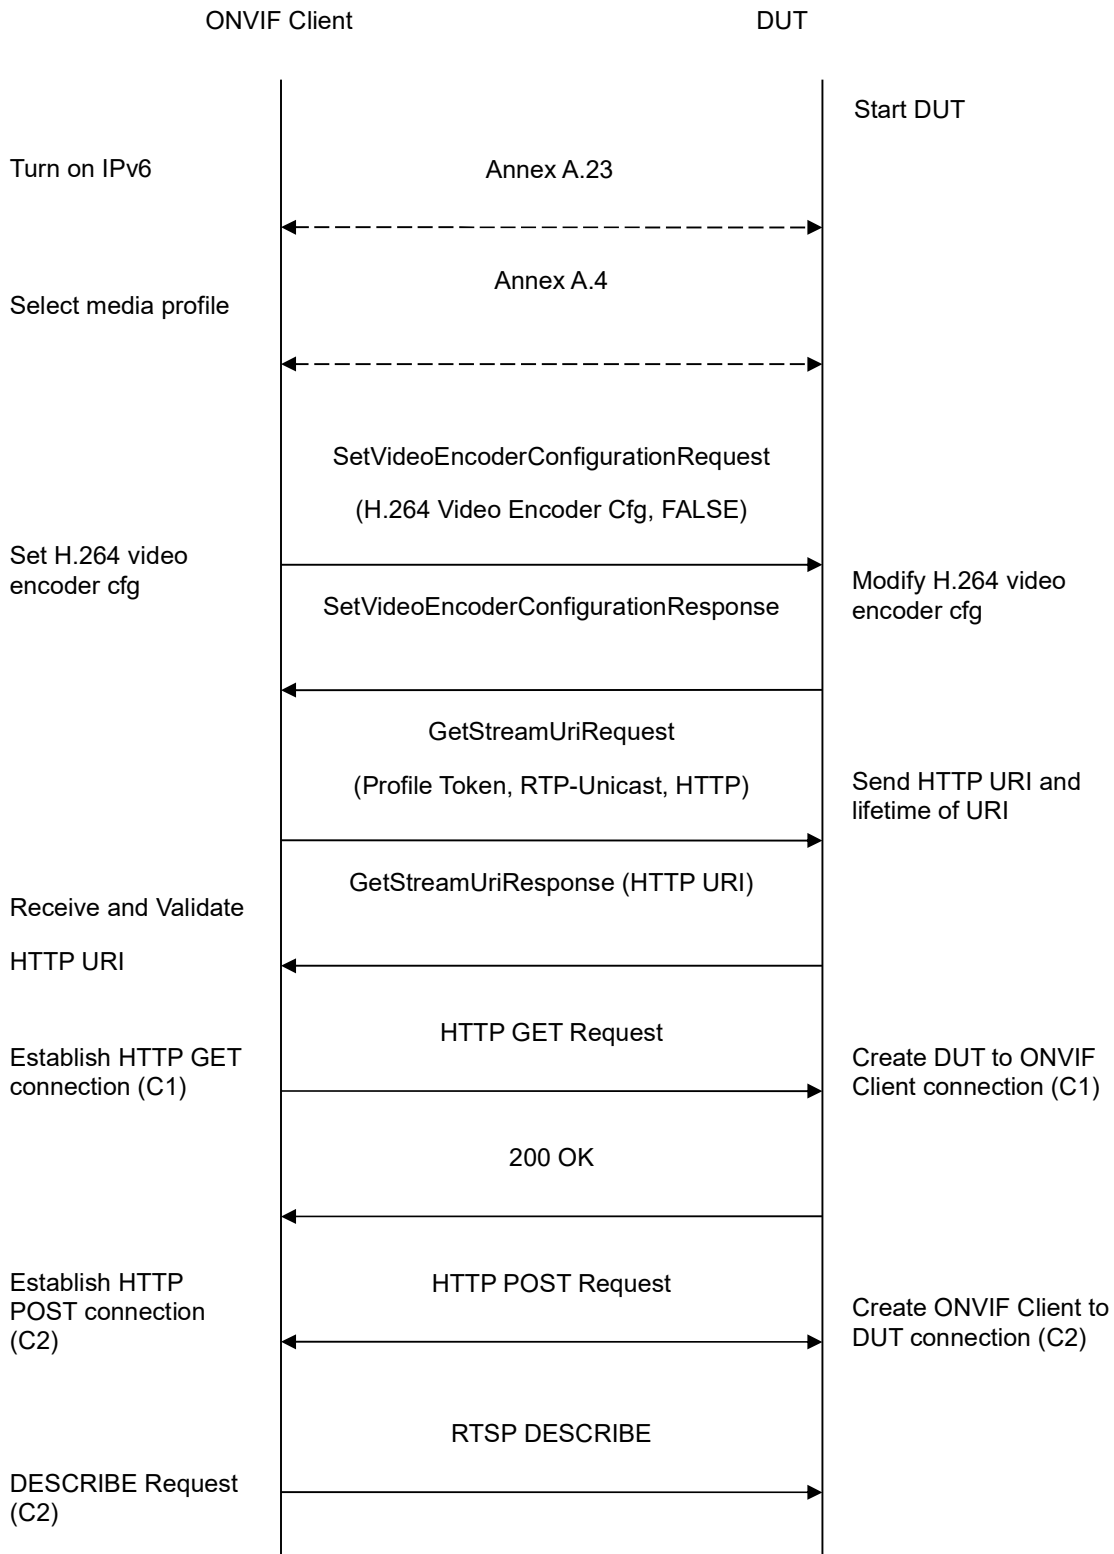 ONVIF Client
DUT
Start DUT
Turn on IPv6
Annex A.23
Annex A.4
Select media profile
SetVideoEncoderConfigurationRequest
(H.264 Video Encoder Cfg, FALSE)
Set H.264 video
encoder cfg
Modify H.264 video
encoder cfg
SetVideoEncoderConfigurationResponse
GetStreamUriRequest
(Profile Token, RTP-Unicast, HTTP)
Send HTTP URI and
lifetime of URI
GetStreamUriResponse (HTTP URI)
Receive and Validate
HTTP URI
HTTP GET Request
Establish HTTP GET
connection (C1)
Create DUT to ONVIF
Client connection (C1)
200 OK
Establish HTTP
POST connection
(C2)
HTTP POST Request
Create ONVIF Client to
DUT connection (C2)
RTSP DESCRIBE
DESCRIBE Request
(C2)